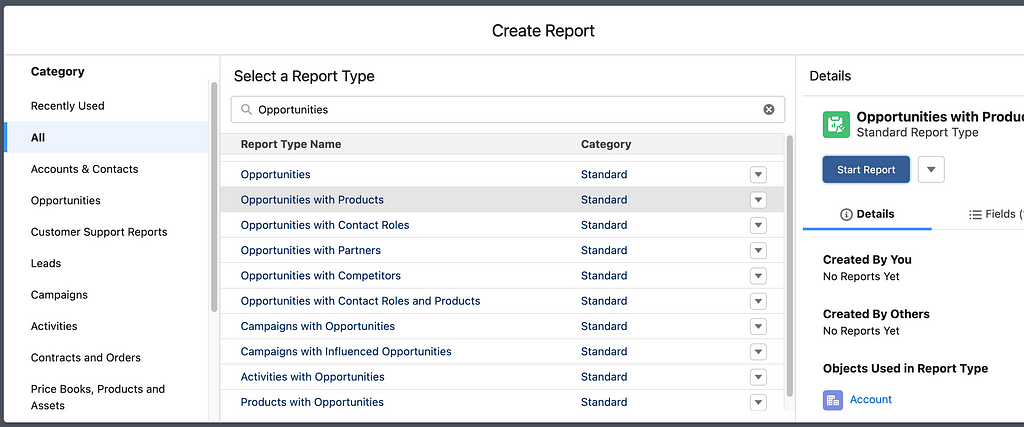 Create Report
Category
Recently Used
All
Accounts & Contacts
Opportunities
Customer Support Reports
Leads
Campaigns
Activities
Contracts and Orders
Price Books, Products and
Assets
Select a Report Type
Opportunities
Report Type Name Category
Opportunities Standard
Opportunities with Products Standard
Opportunities with Contact Roles Standard
Opportunities with Partners Standard
Opportunities with Competitors Standard
Opportunities with Contact Roles and Products Standard
Campaigns with Opportunities Standard
Campaigns with Influenced Opportunities Standard
Activities with Opportunities Standard
Products with Opportunities Standard
Details
Opportunities with Produc
Standard Report Type
Start Report
Details Fields (
Created By You
No Reports Yet
Created By Others
No Reports Yet
Objects Used in Report Type
Account